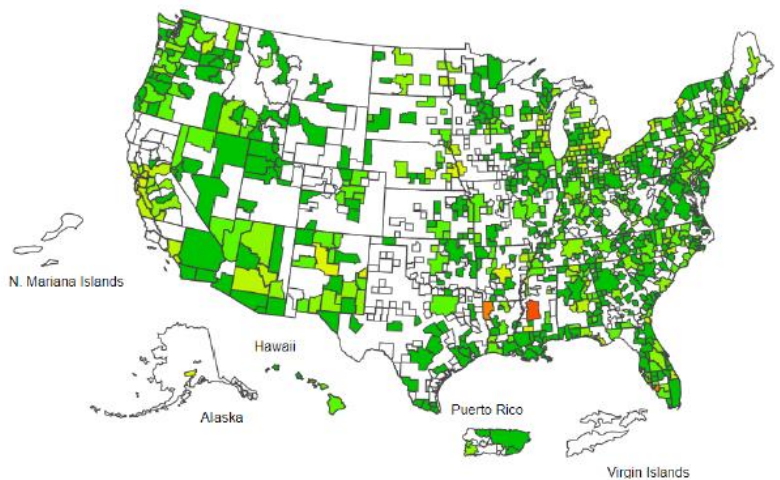 N. Mariana Islands
Hawaii
Alaska
Puerto Rico
Virgin Islands